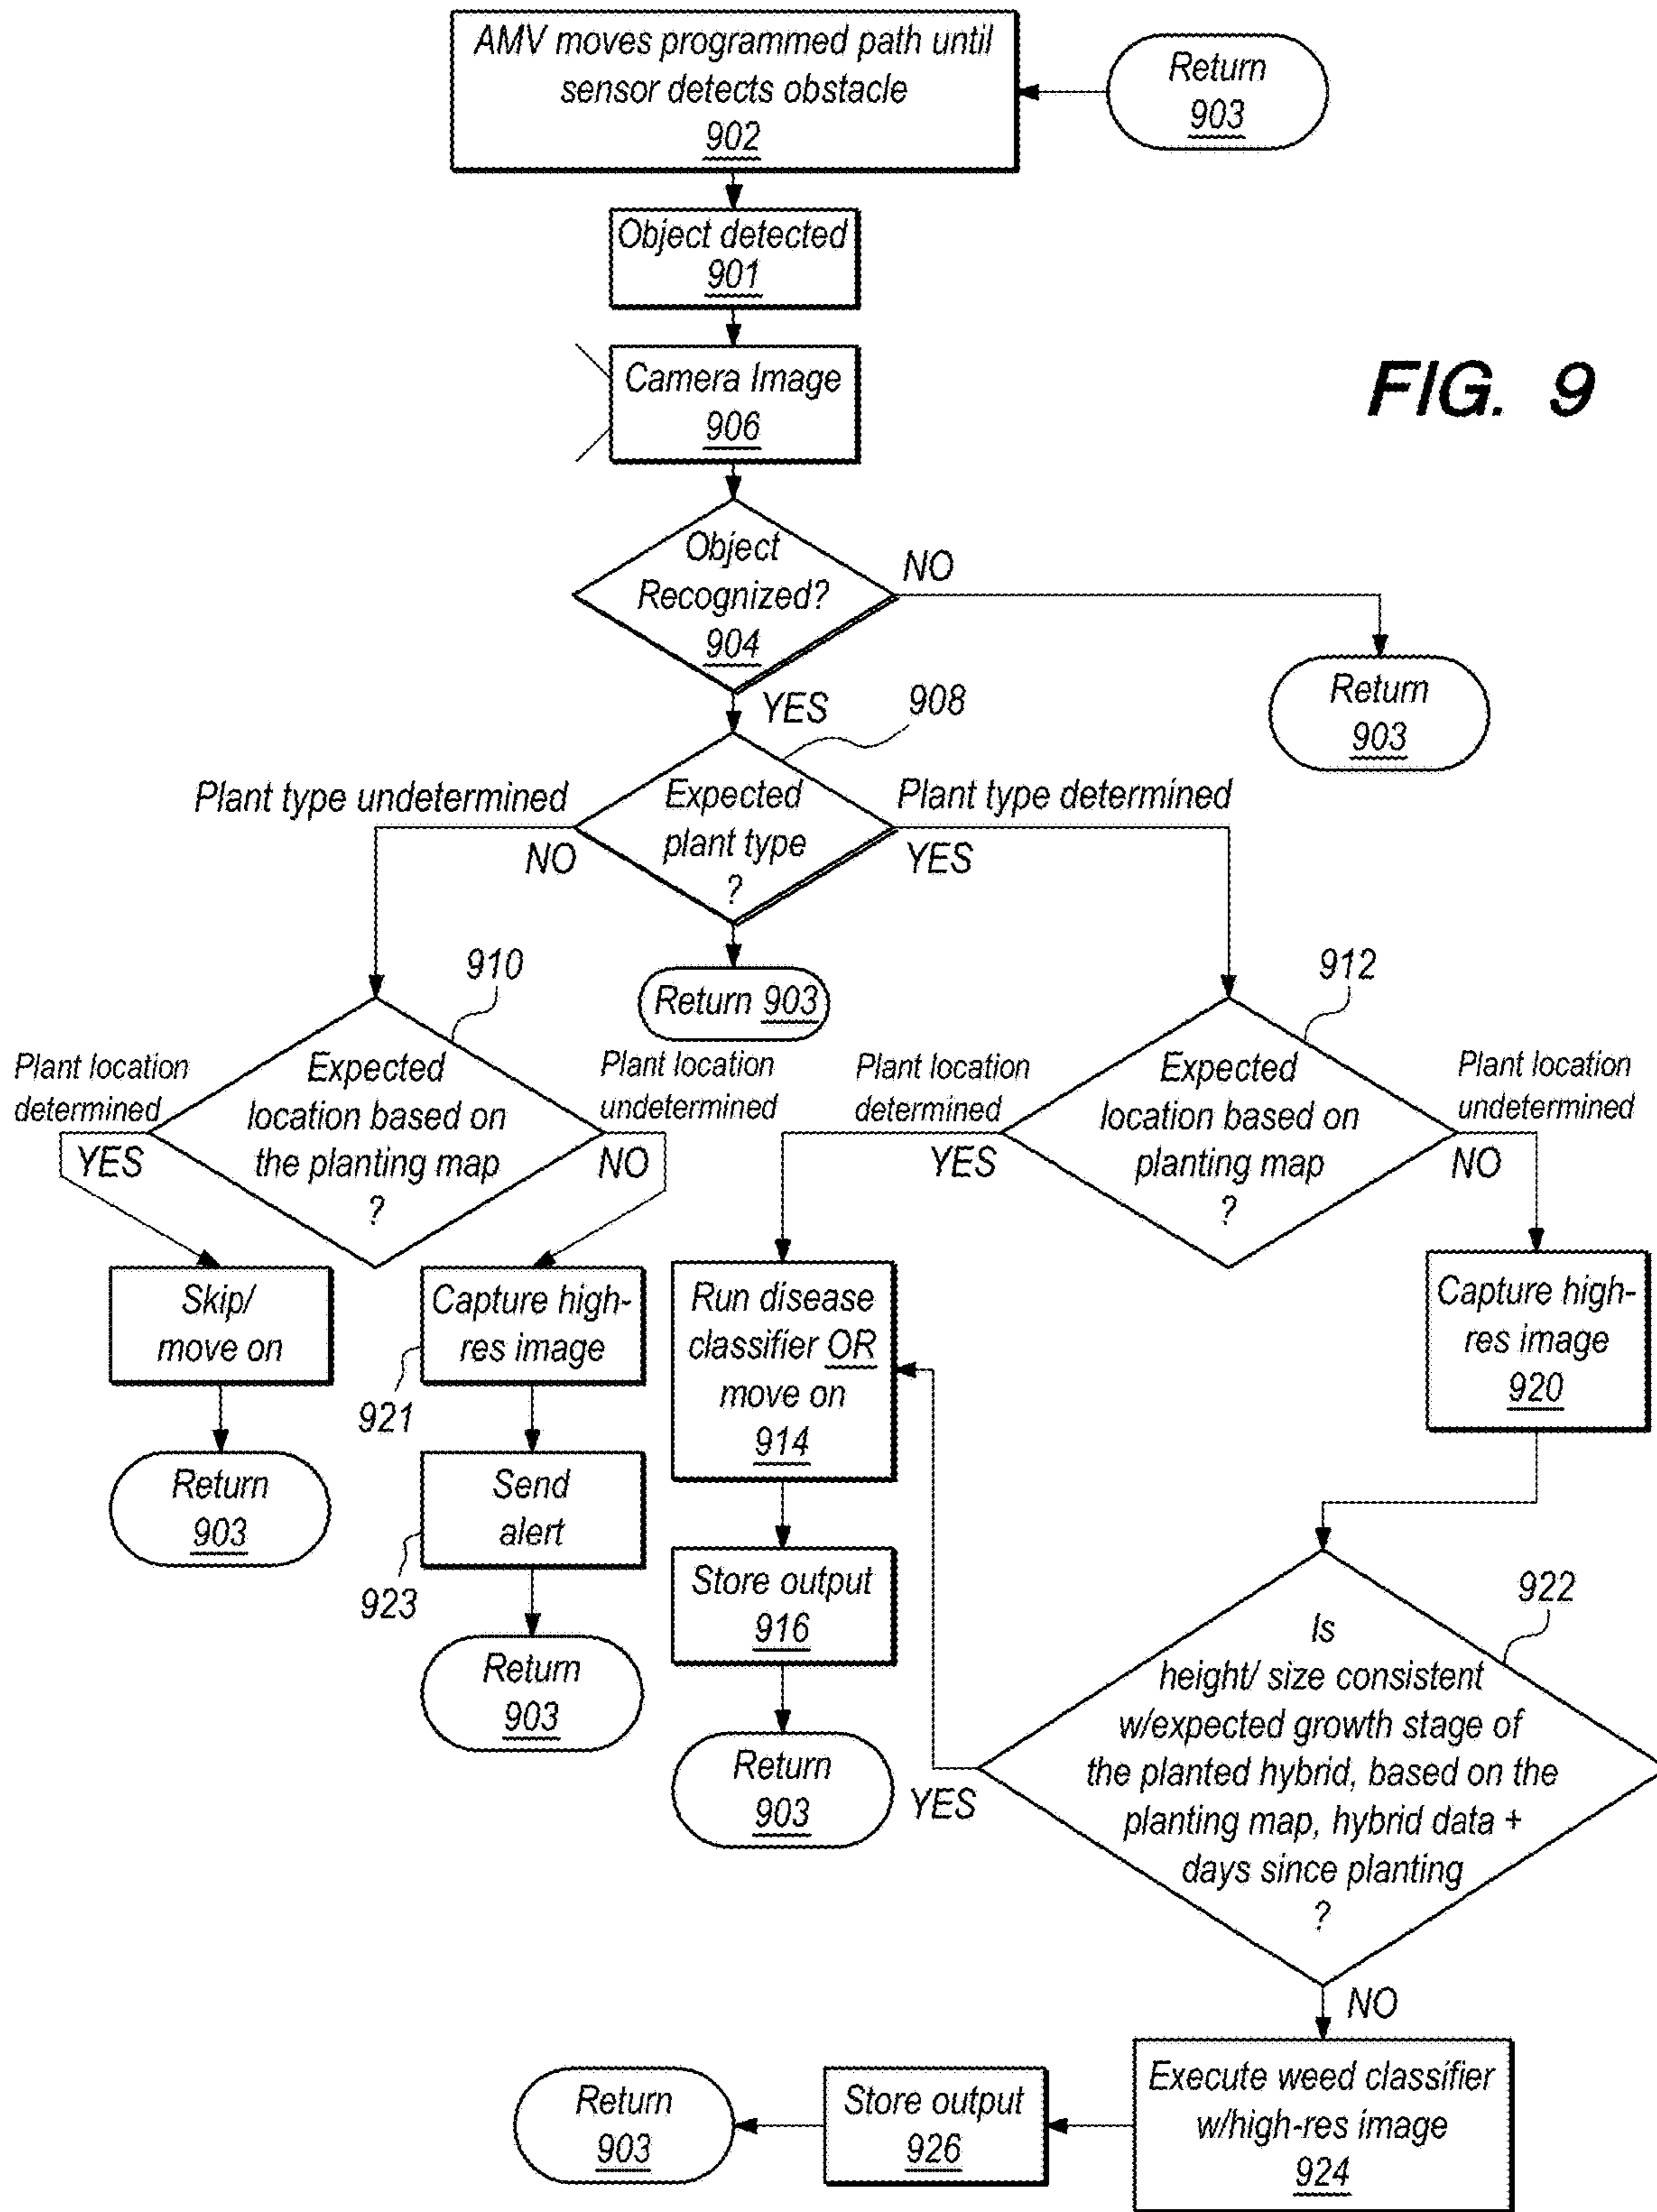 AMV moves programmed path until
sensor detects obstacle
902
Return
903
Object detected
901
Camera Image
906
FIG. 9
Object
Recognized?
904
NO
Return
903
YES
908
Plant type undetermined
NO
Expected
plant type
?
Plant type determined
YES
Return 903
910
912
Plant location
determined
YES
Expected
location based on
the planting map
?
Plant location
undetermined
NO
Plant location
determined
YES
Expected
location based on
planting map
?
Plant location
undetermined
NO
Skip/
move on
Return
903
Capture high-
res image
921
Send
alert
923
Return
903
Run disease
classifier OR
move on
914
Store output
916
Return
903
Capture high-
res image
920
922
Is
height/ size consistent
w/expected growth stage of
the planted hybrid, based on the
planting map, hybrid data +
days since planting
?
YES
NO
Execute weed classifier
w/high-res image
924
Store output
926
Return
903